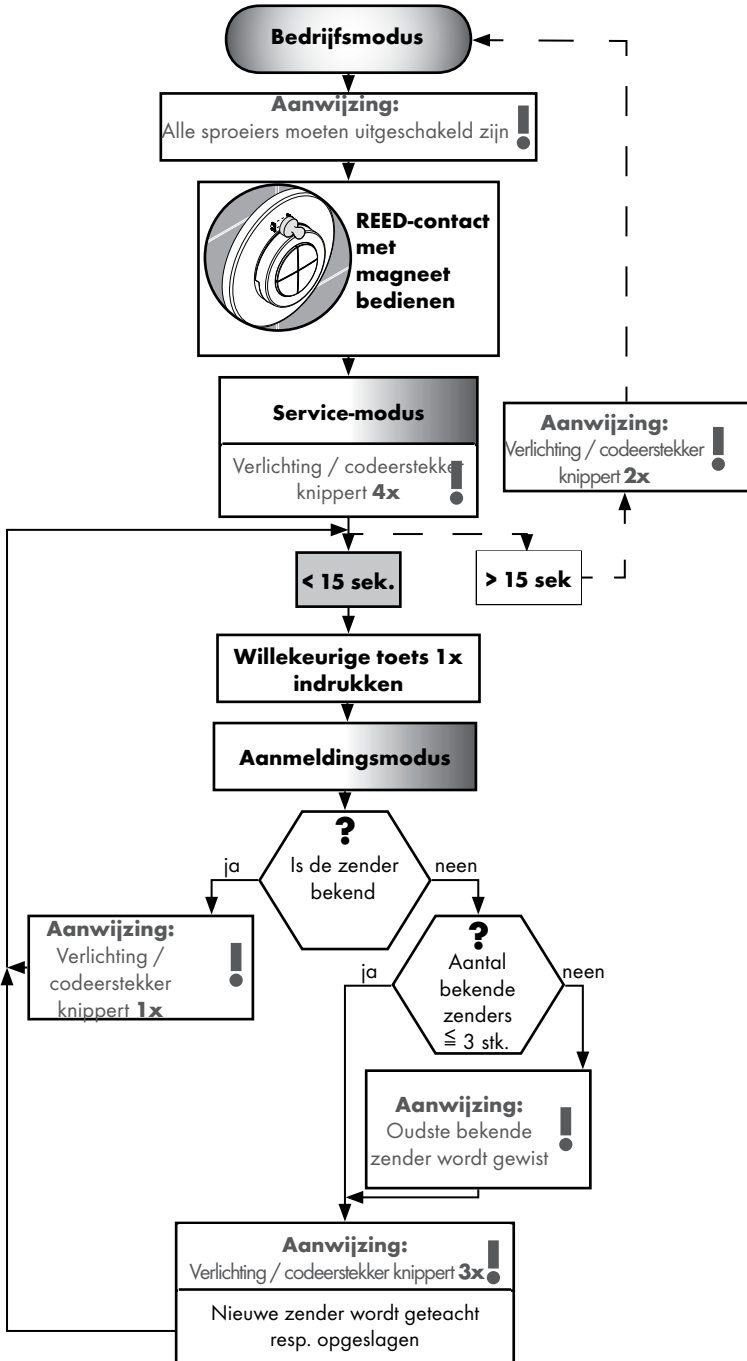 Bedrijfsmodus
Aanwijzing:
Alle sproeiers moeten uitgeschakeld zijn !
REED-contact
met
magneet
bedienen
Service-modus
Verlichting / codeerstekker
knippert 4x !
Aanwijzing:
Verlichting / codeerstekker
knippert 2x !
< 15 sek.
> 15 sek
Willekeurige toets 1x
indrukken
Aanmeldingsmodus
?
Is de zender
bekend
ja
neen
Aanwijzing:
Verlichting /
codeerstekker
knippert 1x !
?
Aantal
bekende
zenders
≦ 3 stk.
ja
neen
Aanwijzing:
Oudste bekende
zender wordt gewist !
Aanwijzing:
Verlichting / codeerstekker knippert 3x !
Nieuwe zender wordt geteacht
resp. opgeslagen